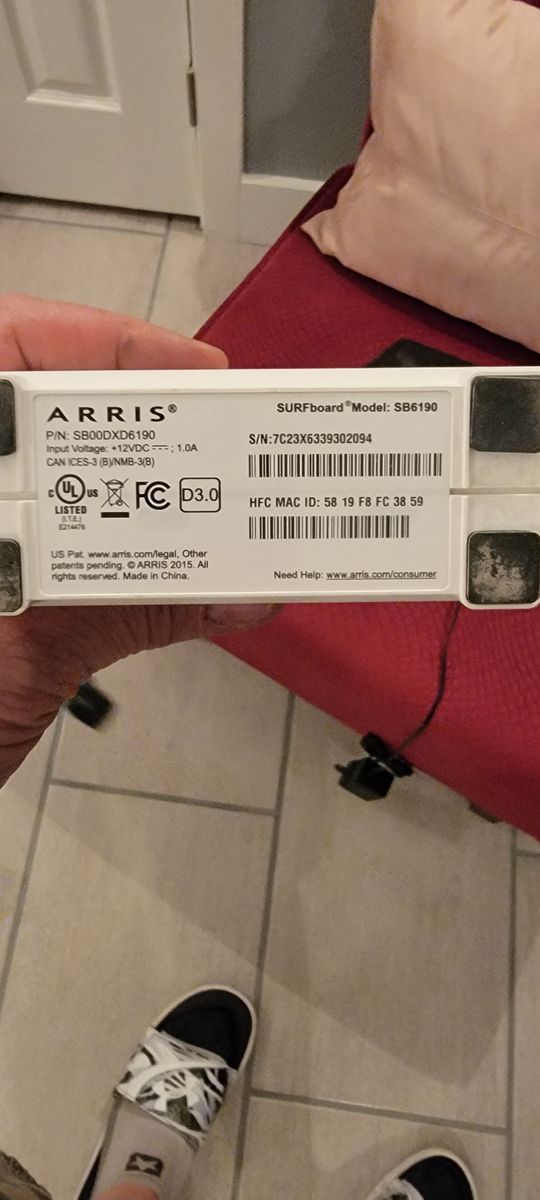 ARRIS®
SURFboard®Model: SB6190
P/N: SB00DXD6190
Input Voltage: +12VDC ⎓; 1.0A
CAN ICES-3 (B)/NMB-3(B)
S/N:7C23X6339302094
C UL US
FC
D3.0
LISTED
(I.T.E.)
E214476
HFC MAC ID: 58 19 F8 FC 38 59
US Pat. www.arris.com/legal, Other
patents pending. © ARRIS 2015. All
rights reserved. Made in China.
Need Help: www.arris.com/consumer